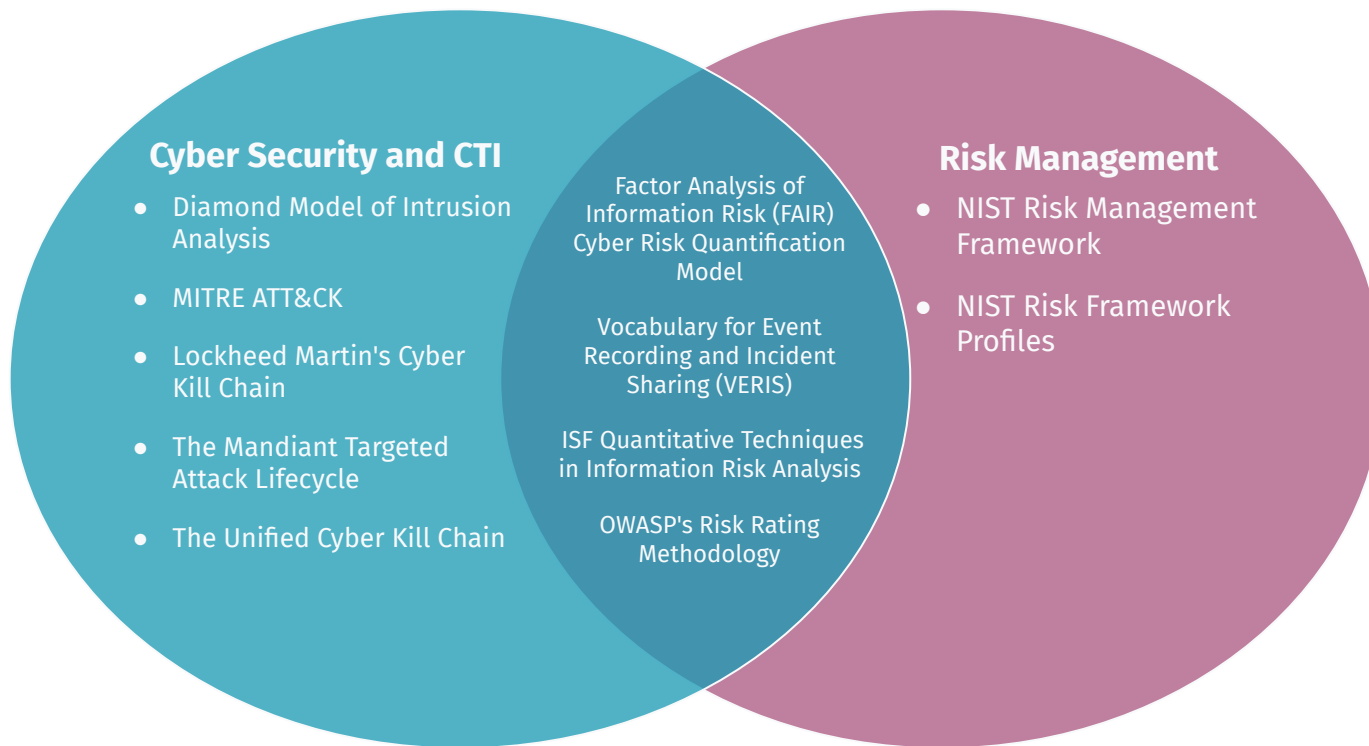 Cyber Security and CTI
● Diamond Model of Intrusion
Analysis
● MITRE ATT&CK
● Lockheed Martin's Cyber
Kill Chain
● The Mandiant Targeted
Attack Lifecycle
● The Unified Cyber Kill Chain
Factor Analysis of
Information Risk (FAIR)
Cyber Risk Quantification
Model
Vocabulary for Event
Recording and Incident
Sharing (VERIS)
ISF Quantitative Techniques
in Information Risk Analysis
OWASP's Risk Rating
Methodology
Risk Management
● NIST Risk Management
Framework
● NIST Risk Framework
Profiles